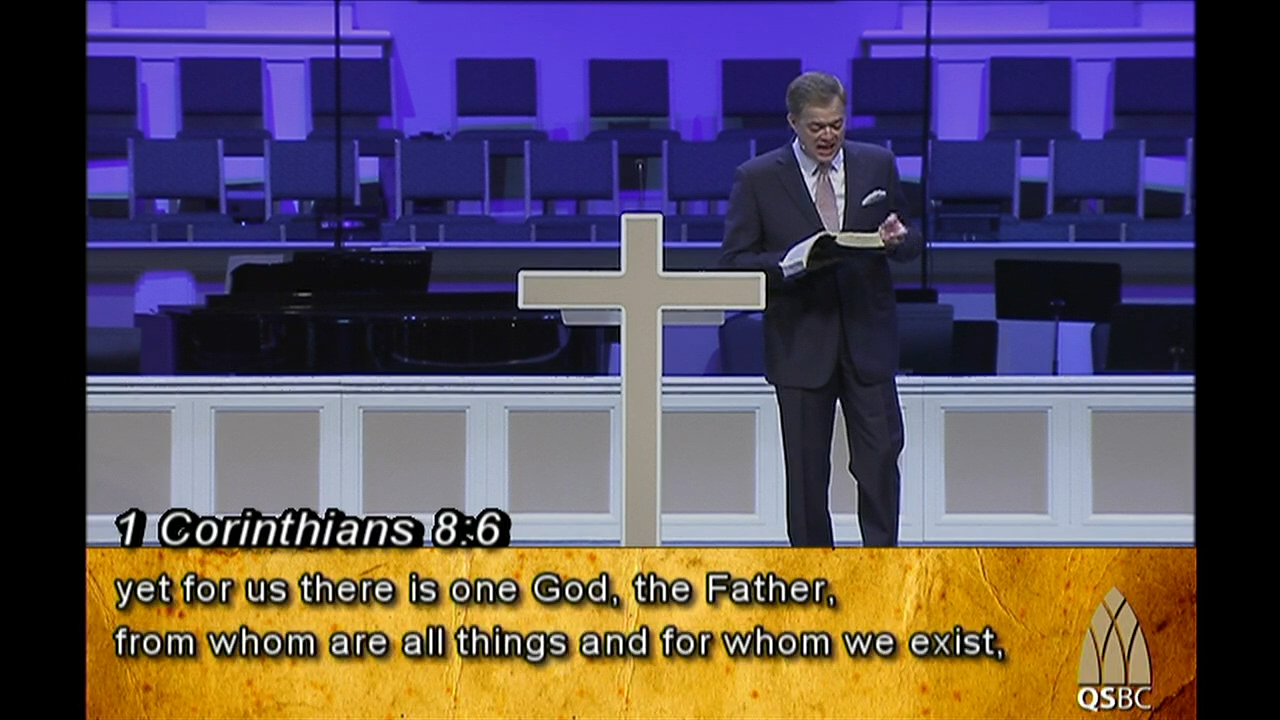 1 Corinthians 8:6
yet for us there is one God, the Father,
from whom are all things and for whom we exist,
QSBC